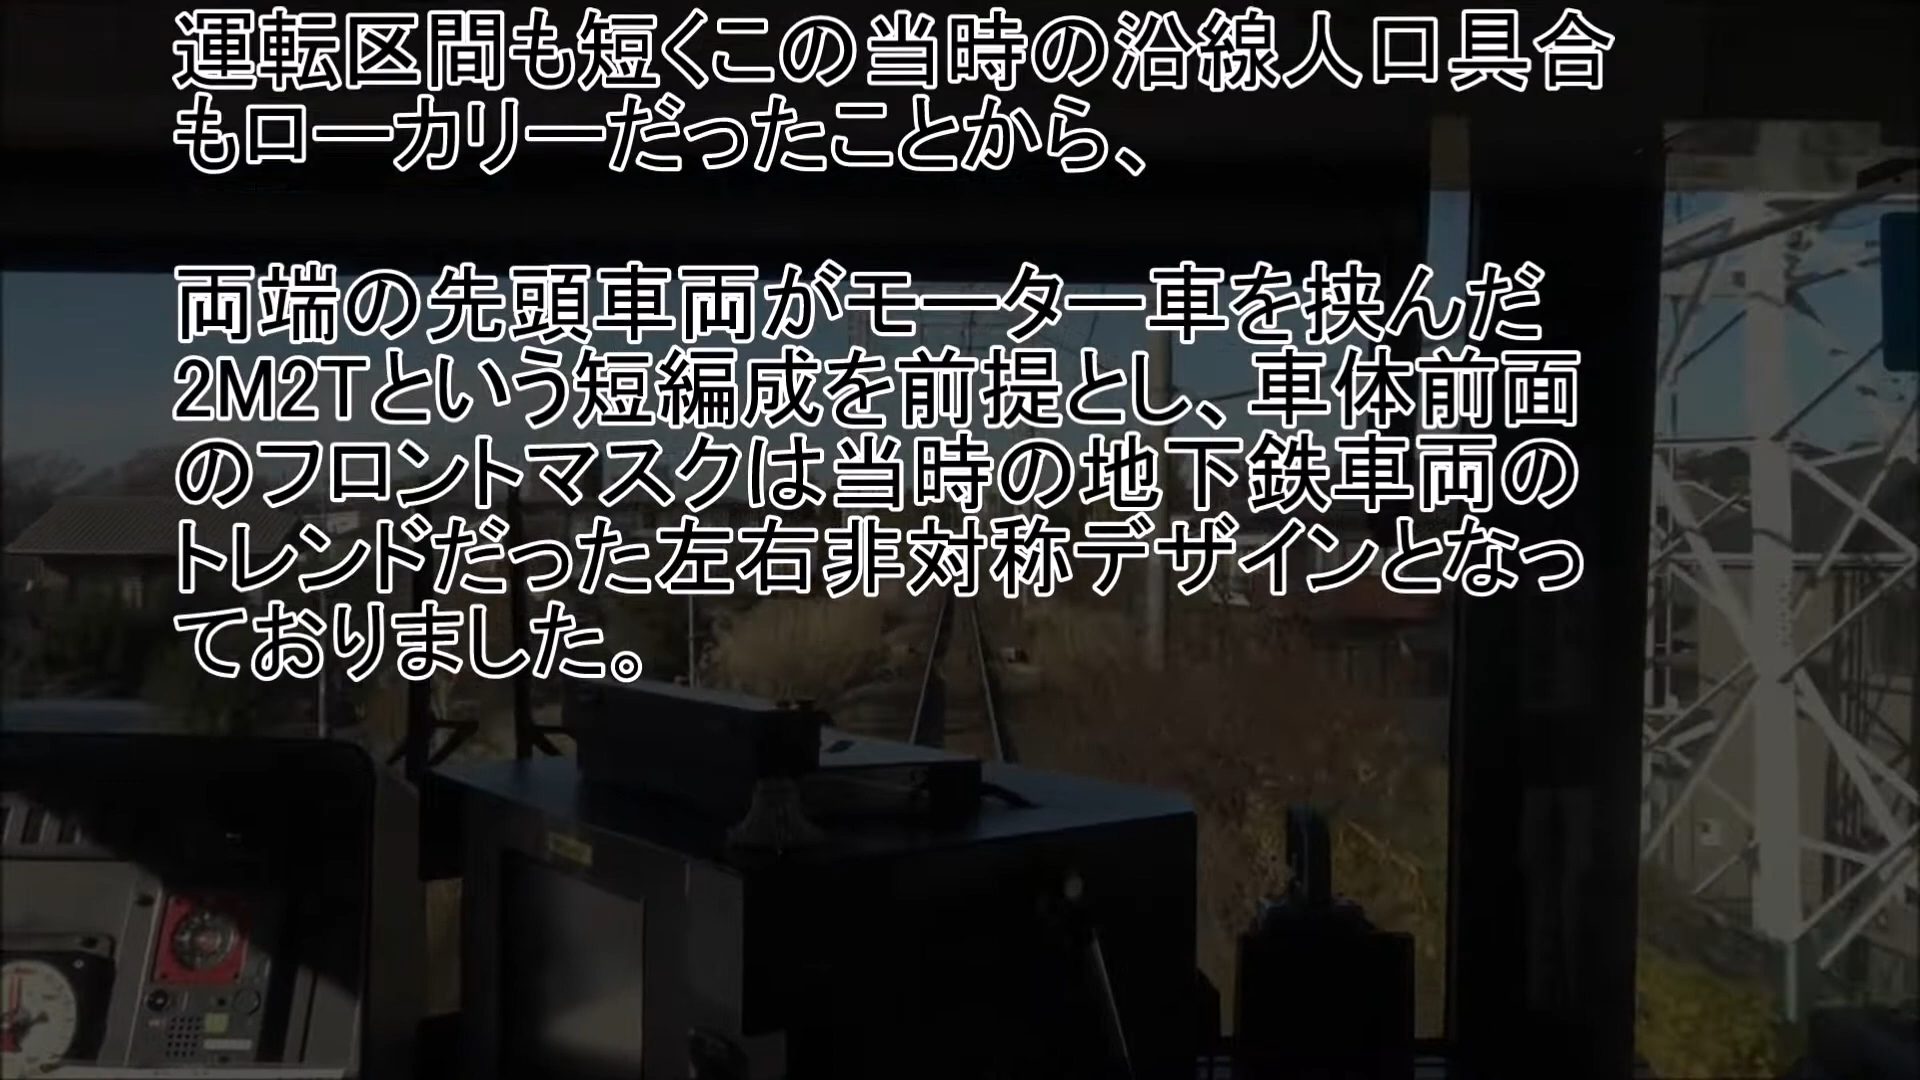 運転区間も短くこの当時の沿線人口具合
もローカリーだったことから、
両端の先頭車両がモーター車を挟んだ
2M2Tという短編成を前提とし、車体前面
のフロントマスクは当時の地下鉄車両の
トレンドだった左右非対称デザインとなっ
ておりました。